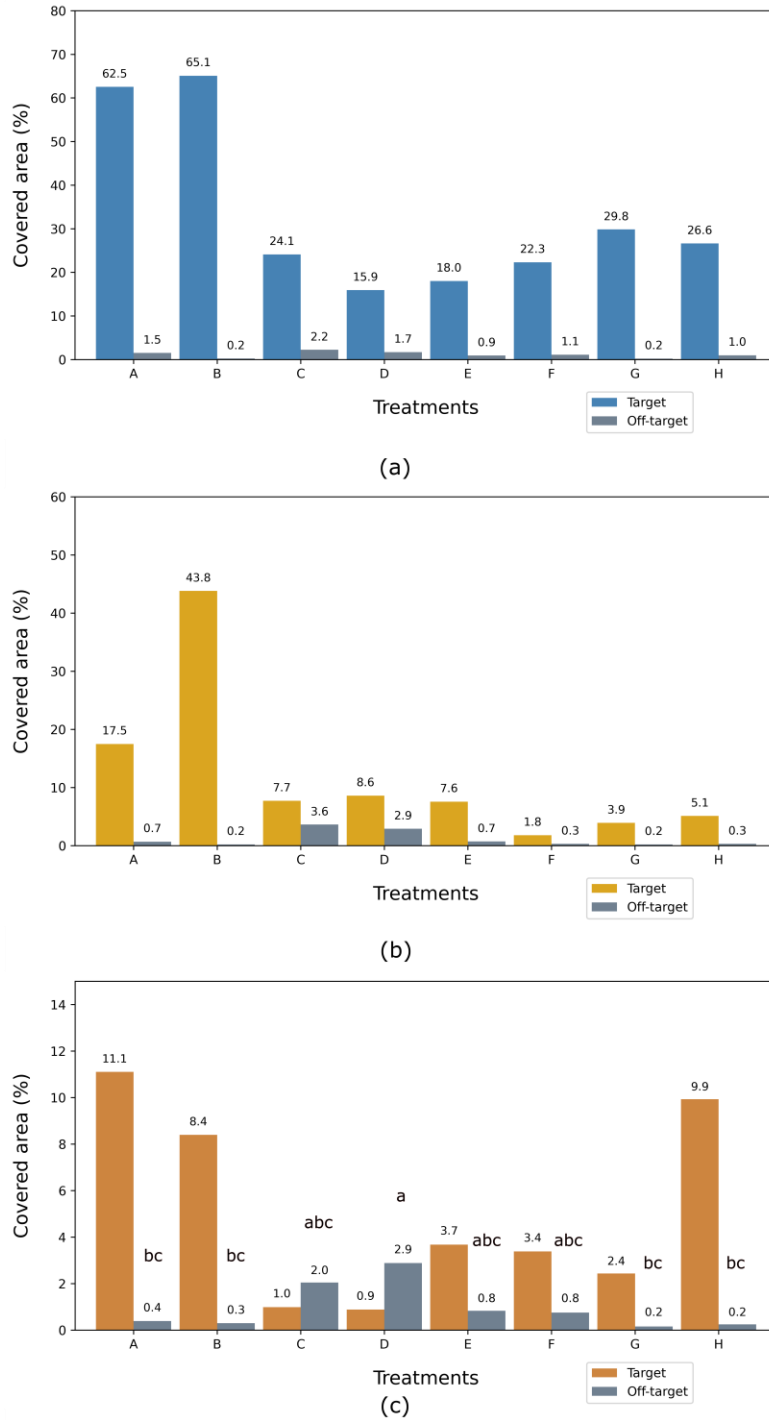 80
70
60
50
40
30
20
10
0
Covered area (%)
62.5
1.5
65.1
0.2
24.1
2.2
15.9
1.7
18.0
0.9
22.3
1.1
29.8
0.2
26.6
1.0
A B C D E F G H
Treatments
Target
Off-target
(a)
60
50
40
30
20
10
0
Covered area (%)
17.5
0.7
43.8
0.2
7.7
3.6
8.6
2.9
7.6
0.7
1.8
0.3
3.9
0.2
5.1
0.3
A B C D E F G H
Treatments
Target
Off-target
(b)
14
12
10
8
6
4
2
0
Covered area (%)
11.1
bc
0.4
8.4
bc
0.3
1.0
abc
2.0
0.9
a
2.9
3.7
abc
0.8
3.4
abc
0.8
2.4
bc
0.2
9.9
bc
0.2
A B C D E F G H
Treatments
Target
Off-target
(c)